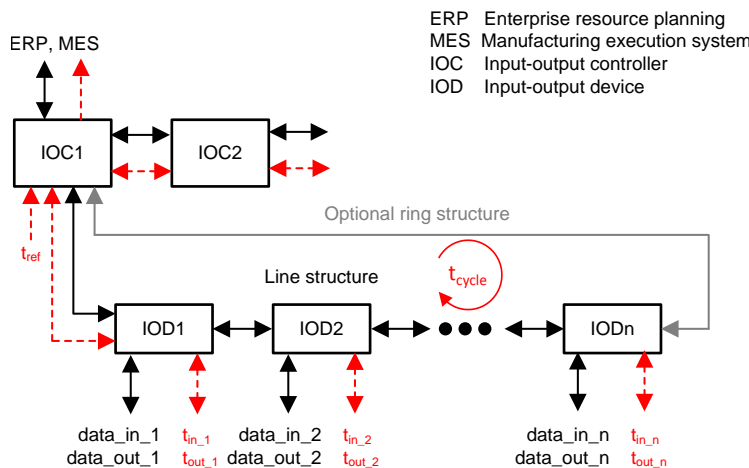 ERP Enterprise resource planning
MES Manufacturing execution system
IOC Input-output controller
IOD Input-output device
ERP, MES
IOC1
IOC2
Optional ring structure
t_ref
Line structure
t_cycle
IOD1
IOD2
IODn
data_in_1 t_in_1 data_in_2 t_in_2 data_in_n t_in_n
data_out_1 t_out_1 data_out_2 t_out_2 data_out_n t_out_n